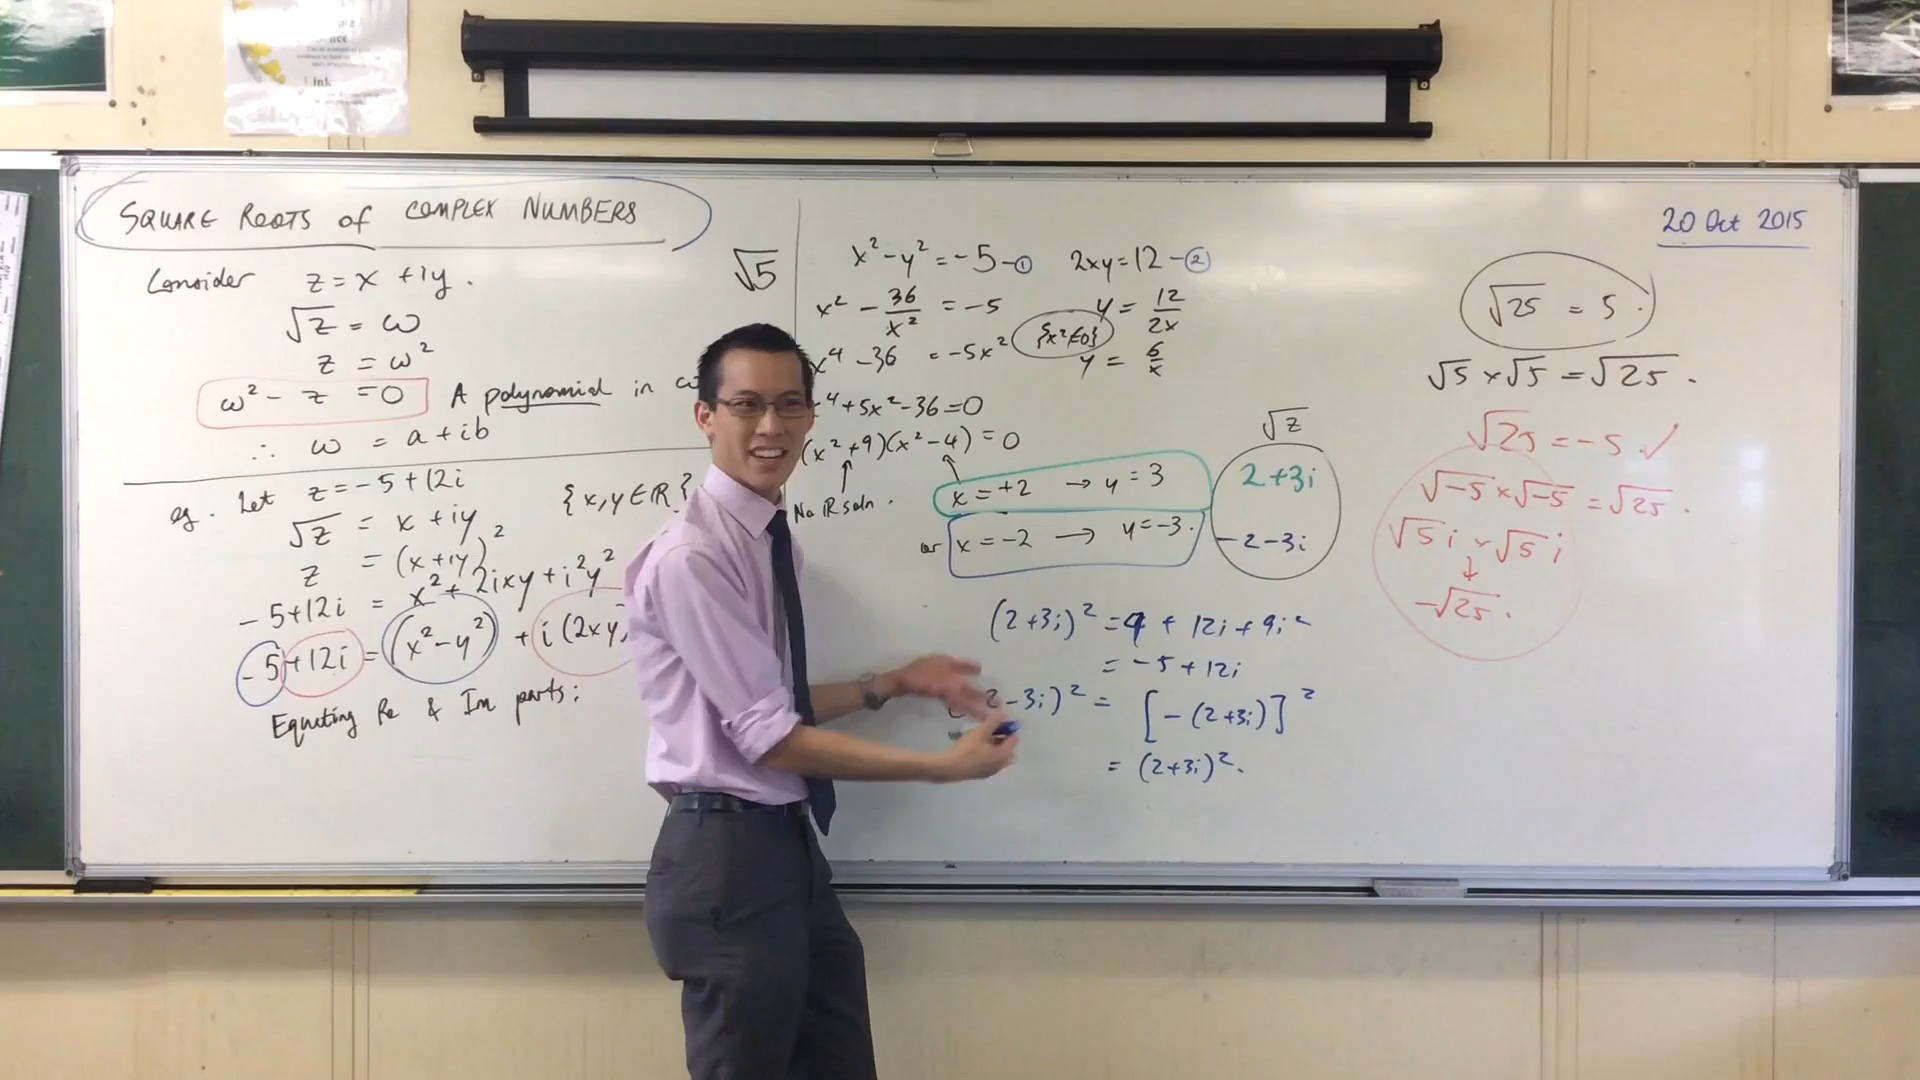 SQUARE ROOTS of COMPLEX NUMBERS
Consider z = x + iy.
√z = ω
z = ω²
ω² - z = 0 A polynomial in ω
∴ ω = a + ib
eg. Let z = -5 + 12i
√z = x + iy {x, y ∈ ℝ}
z = (x + iy)²
-5+12i = x² + 2ixy + i²y²
-5+12i = (x² - y²) + i(2xy)
Equating Re & Im parts:
√5
x² - y² = -5 - ① 2xy = 12 - ②
x² - 36/x² = -5 y = 12/2x
x⁴ - 36 = -5x² {x² ≠ 0} y = 6/x
x⁴ + 5x² - 36 = 0
(x² + 9)(x² - 4) = 0
No ℝ soln.
x = +2 → y = 3
or x = -2 → y = -3.
√z
2 + 3i
-2 - 3i
(2+3i)² = 4 + 12i + 9i²
= -5 + 12i
2-3i)² = [-(2+3i)]²
= (2+3i)².
20 Oct 2015
√25 = 5.
√5 × √5 = √25.
√25 = -5. ✓
√-5 × √-5 = √25.
√5 i × √5 i
↓
-√25.
ink